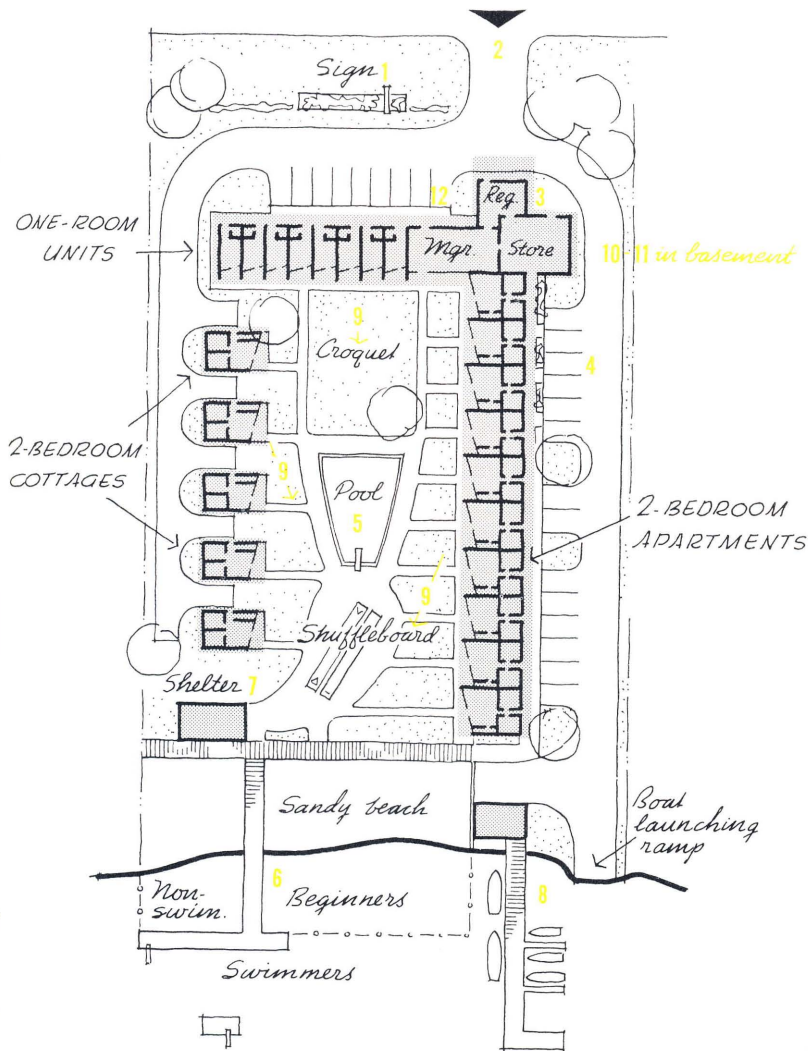 2
Sign 1
12
Reg. 3
ONE-ROOM
UNITS
Mgr. Store
10-11 in basement
9
Croquet
4
2-BEDROOM
COTTAGES
9
Pool
5
2-BEDROOM
APARTMENTS
9
Shuffleboard
Shelter 7
Sandy beach
Boat
launching
ramp
6
8
Non-
swim.
Beginners
Swimmers